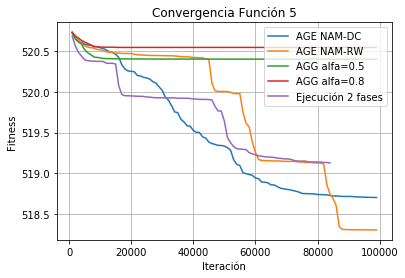 Convergencia Función 5
Fitness
520.5
520.0
519.5
519.0
518.5
AGE NAM-DC
AGE NAM-RW
AGG alfa=0.5
AGG alfa=0.8
Ejecución 2 fases
0
20000
40000
60000
80000
100000
Iteración